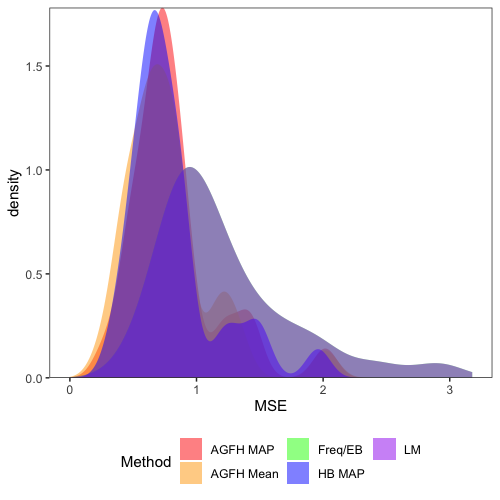 density
1.5
1.0
0.5
0.0
0 1 2 3
MSE
Method
AGFH MAP Freq/EB LM
AGFH Mean HB MAP